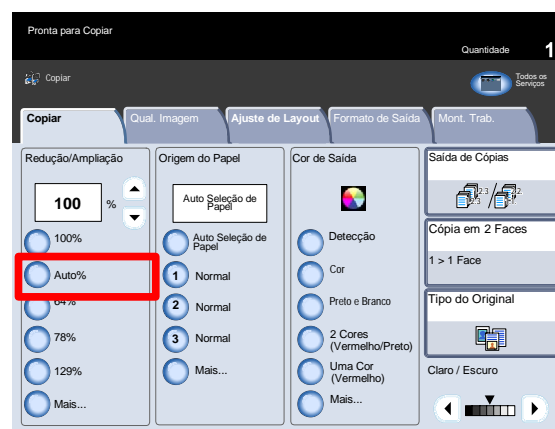 Pronta para Copiar
Quantidade 1
Copiar
Todos os
Serviços
Copiar
Qual. Imagem
Ajuste de Layout
Formato de Saída
Mont. Trab.
Redução/Ampliação
100 %
100%
Auto%
64%
78%
129%
Mais...
Origem do Papel
Auto Seleção de
Papel
Auto Seleção de
Papel
1 Normal
2 Normal
3 Normal
Mais...
Cor de Saída
Detecção
Cor
Preto e Branco
2 Cores
(Vermelho/Preto)
Uma Cor
(Vermelho)
Mais...
Saída de Cópias
Cópia em 2 Faces
1 > 1 Face
Tipo do Original
Claro / Escuro